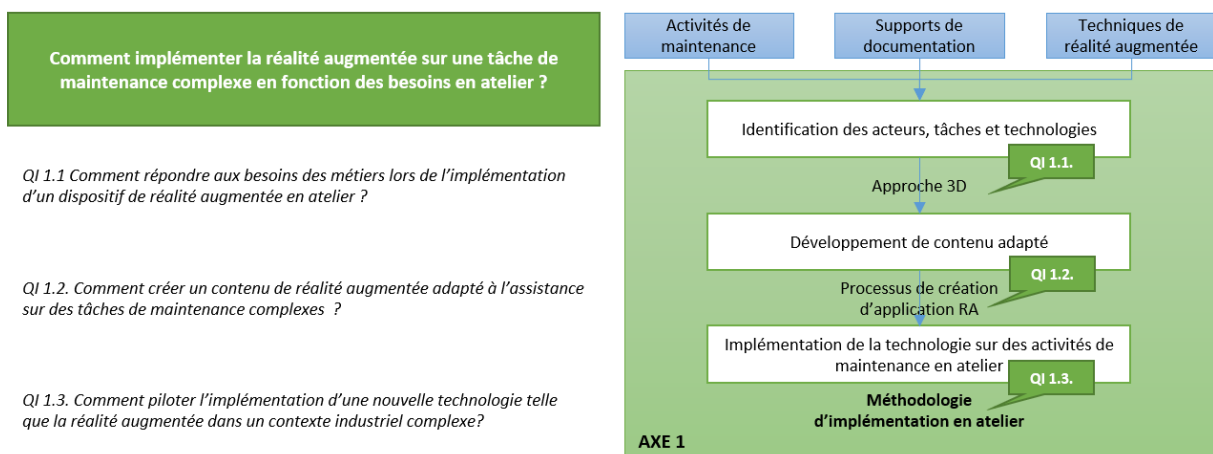 Comment implémenter la réalité augmentée sur une tâche de
maintenance complexe en fonction des besoins en atelier ?
QI 1.1 Comment répondre aux besoins des métiers lors de l’implémentation
d’un dispositif de réalité augmentée en atelier ?
QI 1.2. Comment créer un contenu de réalité augmentée adapté à l’assistance
sur des tâches de maintenance complexes  ?
QI 1.3. Comment piloter l’implémentation d’une nouvelle technologie telle
que la réalité augmentée dans un contexte industriel complexe?
Activités de
maintenance
Supports de
documentation
Techniques de
réalité augmentée
Identification des acteurs, tâches et technologies
QI 1.1.
Approche 3D
Développement de contenu adapté
QI 1.2.
Processus de création
d’application RA
Implémentation de la technologie sur des activités de
maintenance en atelier
QI 1.3.
Méthodologie
d’implémentation en atelier
AXE 1